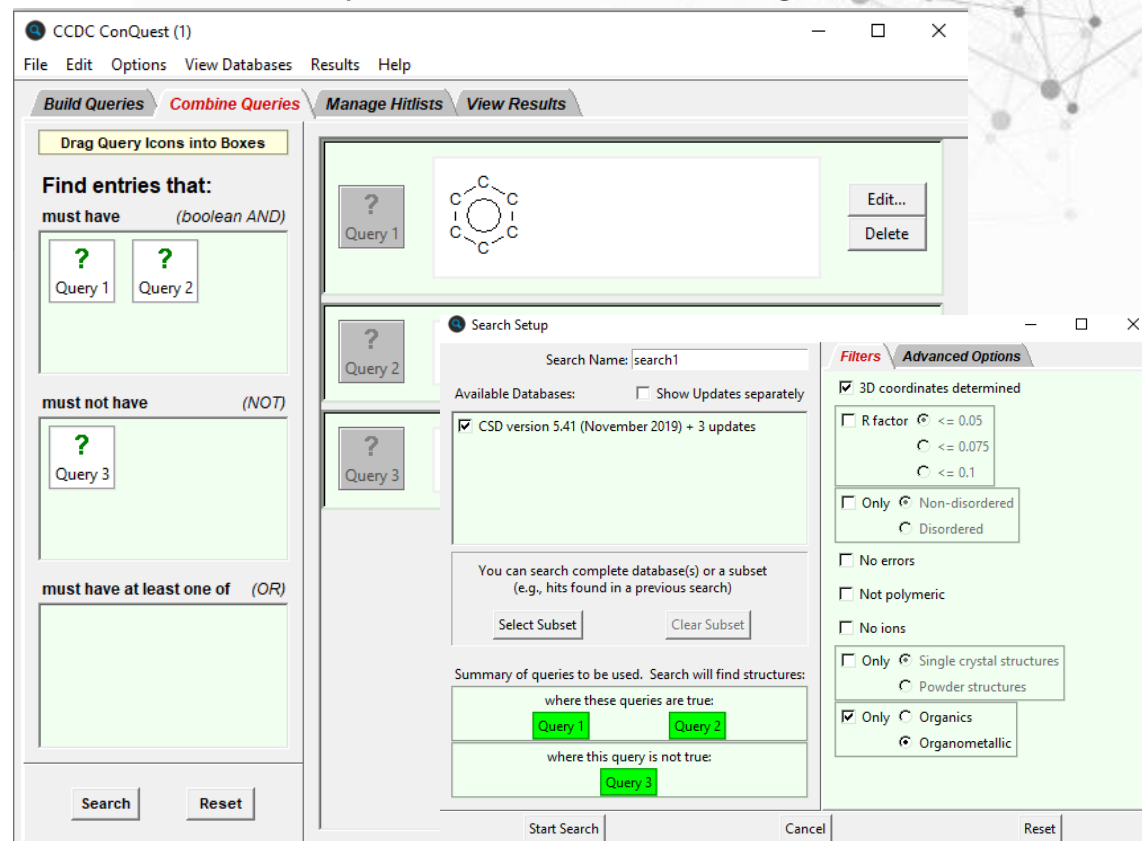 CCDC ConQuest (1)
File Edit Options View Databases Results Help
Build Queries Combine Queries Manage Hitlists View Results
Drag Query Icons into Boxes
Find entries that:
must have (boolean AND)
?
Query 1
?
Query 2
must not have (NOT)
?
Query 3
must have at least one of (OR)
Search Reset
?
Query 1
C
C C
C C
C
Edit...
Delete
?
Query 2
?
Query 3
Search Setup
Search Name: search1
Available Databases: Show Updates separately
CSD version 5.41 (November 2019) + 3 updates
You can search complete database(s) or a subset
(e.g., hits found in a previous search)
Select Subset Clear Subset
Summary of queries to be used. Search will find structures:
where these queries are true:
Query 1 Query 2
where this query is not true:
Query 3
Filters Advanced Options
3D coordinates determined
R factor <= 0.05
<= 0.075
<= 0.1
Only Non-disordered
Disordered
No errors
Not polymeric
No ions
Only Single crystal structures
Powder structures
Only Organics
Organometallic
Start Search Cancel Reset